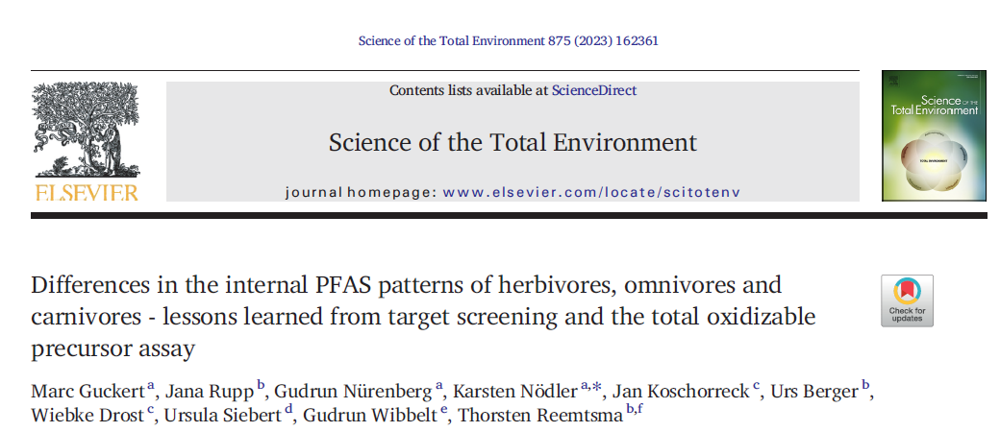 Science of the Total Environment 875 (2023) 162361
Contents lists available at ScienceDirect
Science of the Total Environment
journal homepage: www.elsevier.com/locate/scitotenv
ELSEVIER
Science OF THE
Total Environment
TOTAL ENVIRONMENT
Differences in the internal PFAS patterns of herbivores, omnivores and
carnivores - lessons learned from target screening and the total oxidizable
precursor assay
Check for
updates
Marc Guckert a, Jana Rupp b, Gudrun Nürenberg a, Karsten Nödler a,*, Jan Koschorreck c, Urs Berger b,
Wiebke Drost c, Ursula Siebert d, Gudrun Wibbelt e, Thorsten Reemtsma b,f